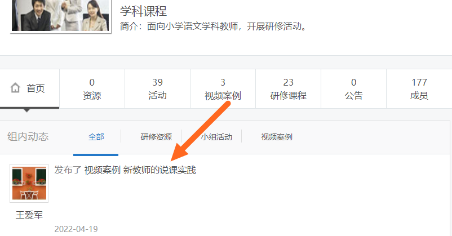 学科课程
简介：面向小学语文学科教师，开展研修活动。
首页
0
资源
39
活动
3
视频案例
23
研修课程
0
公告
177
成员
组内动态 全部 研修资源 小组活动 视频案例
发布了 视频案例 新教师的说课实践
王爱军
2022-04-19